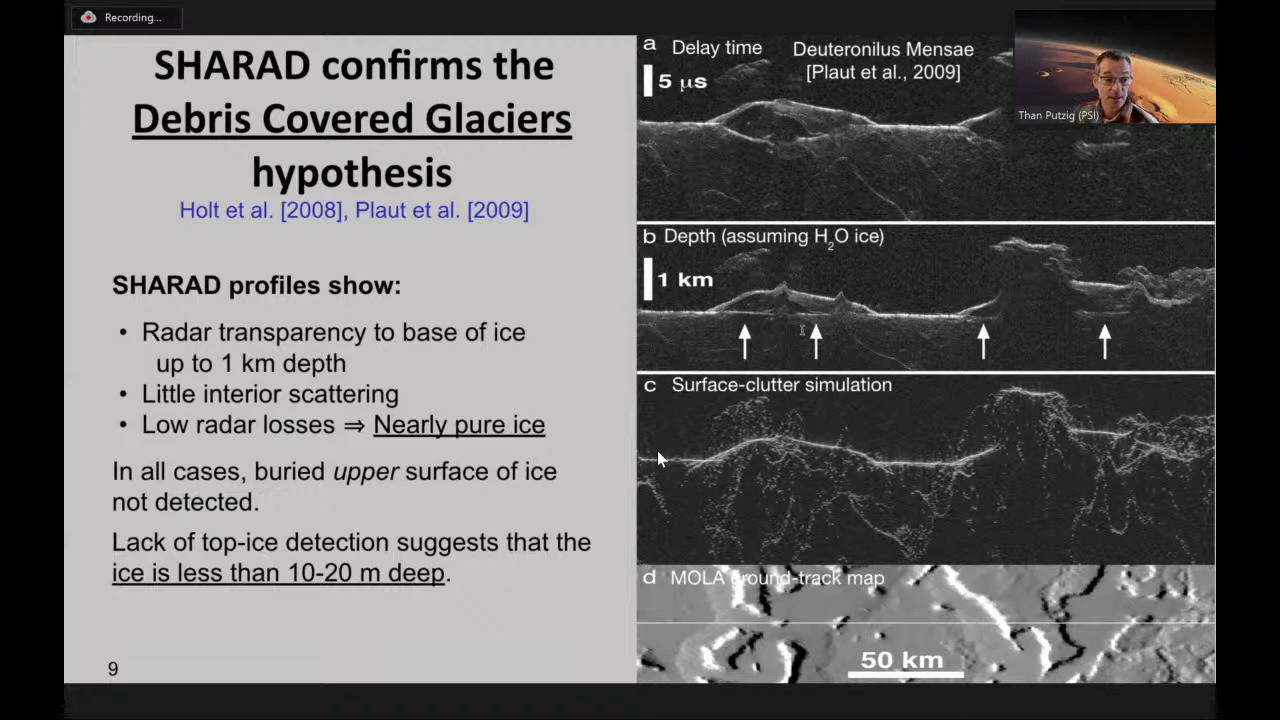 Recording...
SHARAD confirms the
Debris Covered Glaciers
hypothesis
Holt et al. [2008], Plaut et al. [2009]
SHARAD profiles show:
• Radar transparency to base of ice
up to 1 km depth
• Little interior scattering
• Low radar losses ⇒ Nearly pure ice
In all cases, buried upper surface of ice
not detected.
Lack of top-ice detection suggests that the
ice is less than 10-20 m deep.
9
a Delay time
5 μs
Deuteronilus Mensae
[Plaut et al., 2009]
Than Putzig (PSI)
b Depth (assuming H2O ice)
1 km
c Surface-clutter simulation
d MOLA ground-track map
50 km